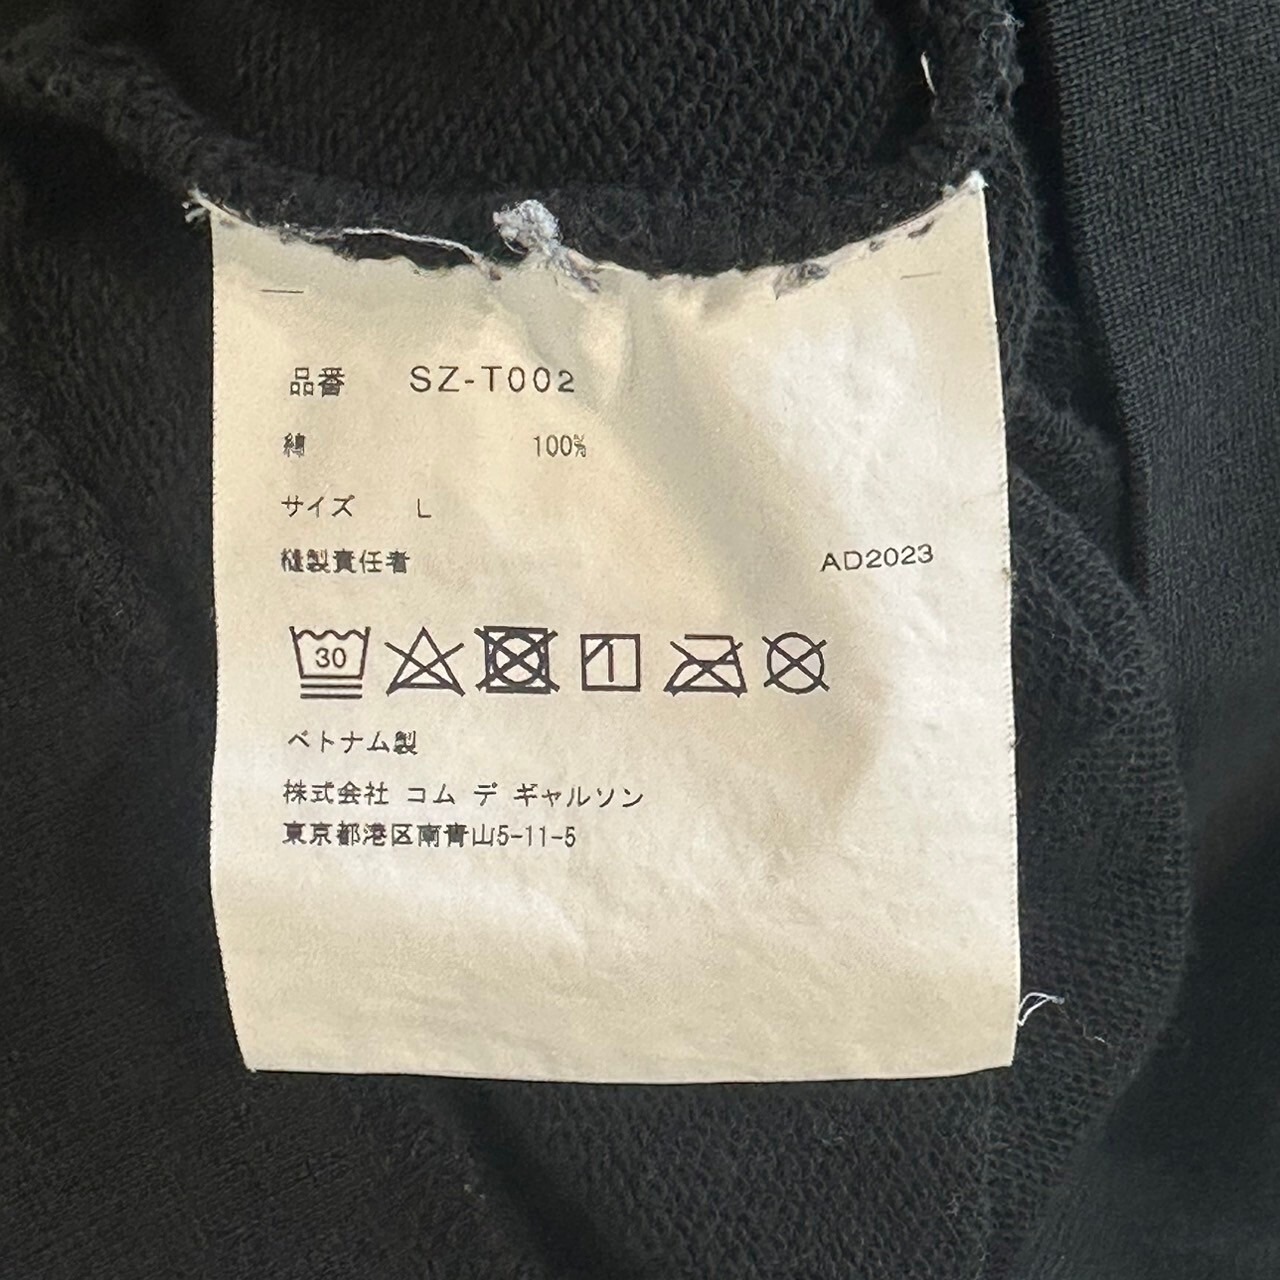 品番 SZ-T002
綿 100%
サイズ L
縫製責任者 AD2023
30
ベトナム製
株式会社 コム デ ギャルソン
東京都港区南青山5-11-5